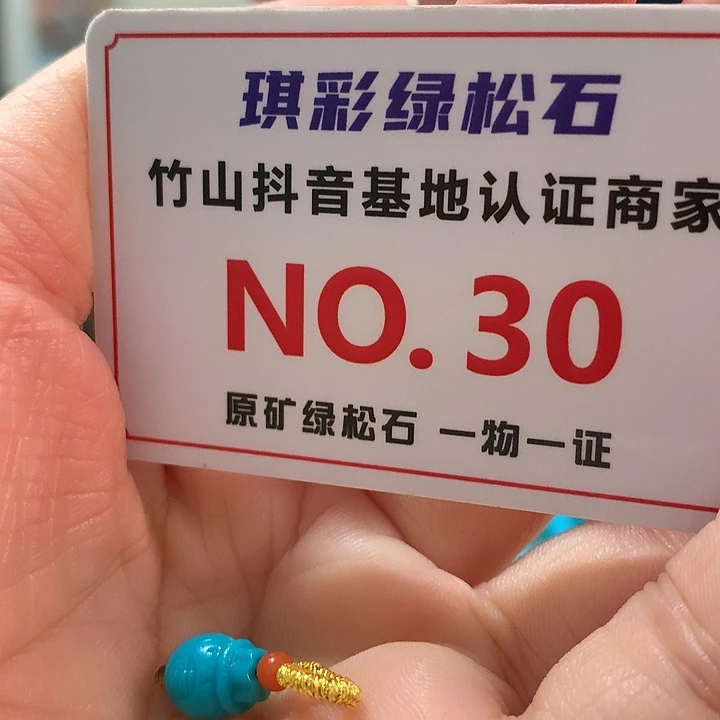 琪彩绿松石
竹山抖音基地认证商家
NO. 30
原矿绿松石 一物一证